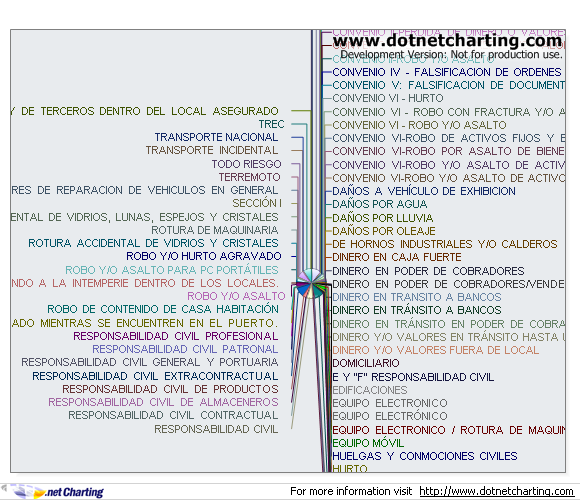 CONVENIO I PERDIDA DE DINERO O VALORES
www.dotnetcharting.com
CONVENIO II-ROBO Y/O ASALTO
Development Version: Not for production use.
CONVENIO IV - FALSIFICACION DE ORDENES
CONVENIO V: FALSIFICACION DE DOCUMENT
CONVENIO VI - HURTO
CONVENIO VI - ROBO CON FRACTURA Y/O A
CONVENIO VI - ROBO Y/O ASALTO
CONVENIO VI-ROBO DE ACTIVOS FIJOS Y E
CONVENIO VI-ROBO POR ASALTO DE BIENE
CONVENIO VI-ROBO Y/O ASALTO DE ACTIV
CONVENIO VI-ROBO Y/O ASALTO DE ACTIVO
DAÑOS A VEHÍCULO DE EXHIBICION
DAÑOS POR AGUA
DAÑOS POR LLUVIA
DAÑOS POR OLEAJE
DE HORNOS INDUSTRIALES Y/O CALDEROS
DINERO EN CAJA FUERTE
DINERO EN PODER DE COBRADORES
DINERO EN PODER DE COBRADORES/VENDE
DINERO EN TRANSITO A BANCOS
DINERO EN TRÁNSITO A BANCOS
DINERO EN TRÁNSITO EN PODER DE COBRA
DINERO Y/O VALORES EN TRÁNSITO HASTA
DINERO Y/O VALORES FUERA DE LOCAL
DOMICILIARIO
E Y "F" RESPONSABILIDAD CIVIL
EDIFICACIONES
EQUIPO ELECTRONICO
EQUIPO ELECTRÓNICO
EQUIPO ELECTRONICO / ROTURA DE MAQUIN
EQUIPO MÓVIL
HUELGAS Y CONMOCIONES CIVILES
HURTO
Y DE TERCEROS DENTRO DEL LOCAL ASEGURADO
TREC
TRANSPORTE NACIONAL
TRANSPORTE INCIDENTAL
TODO RIESGO
TERREMOTO
RES DE REPARACION DE VEHICULOS EN GENERAL
SECCIÓN I
ENTAL DE VIDRIOS, LUNAS, ESPEJOS Y CRISTALES
ROTURA DE MAQUINARIA
ROTURA ACCIDENTAL DE VIDRIOS Y CRISTALES
ROBO Y/O HURTO AGRAVADO
ROBO Y/O ASALTO PARA PC PORTÁTILES
NDO A LA INTEMPERIE DENTRO DE LOS LOCALES.
ROBO Y/O ASALTO
ROBO DE CONTENIDO DE CASA HABITACIÓN
ADO MIENTRAS SE ENCUENTREN EN EL PUERTO.
RESPONSABILIDAD CIVIL PROFESIONAL
RESPONSABILIDAD CIVIL PATRONAL
RESPONSABILIDAD CIVIL GENERAL Y PORTUARIA
RESPONSABILIDAD CIVIL EXTRACONTRACTUAL
RESPONSABILIDAD CIVIL DE PRODUCTOS
RESPONSABILIDAD CIVIL DE ALMACENEROS
RESPONSABILIDAD CIVIL CONTRACTUAL
RESPONSABILIDAD CIVIL
.net Charting
For more information visit http://www.dotnetcharting.com